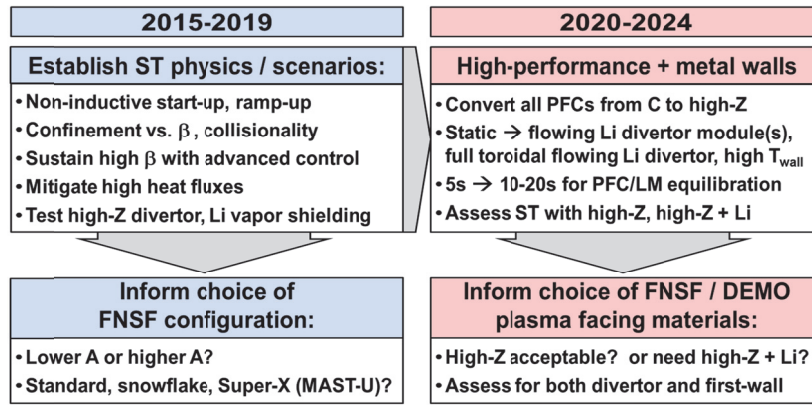 2015-2019
Establish ST physics / scenarios:
•Non-inductive start-up, ramp-up
•Confinement vs. β, collisionality
•Sustain high β with advanced control
•Mitigate high heat fluxes
•Test high-Z divertor, Li vapor shielding
Inform choice of
FNSF configuration:
•Lower A or higher A?
•Standard, snowflake, Super-X (MAST-U)?
2020-2024
High-performance + metal walls
•Convert all PFCs from C to high-Z
•Static → flowing Li divertor module(s),
full toroidal flowing Li divertor, high Twall
•5s → 10-20s for PFC/LM equilibration
•Assess ST with high-Z, high-Z + Li
Inform choice of FNSF / DEMO
plasma facing materials:
•High-Z acceptable? or need high-Z + Li?
•Assess for both divertor and first-wall